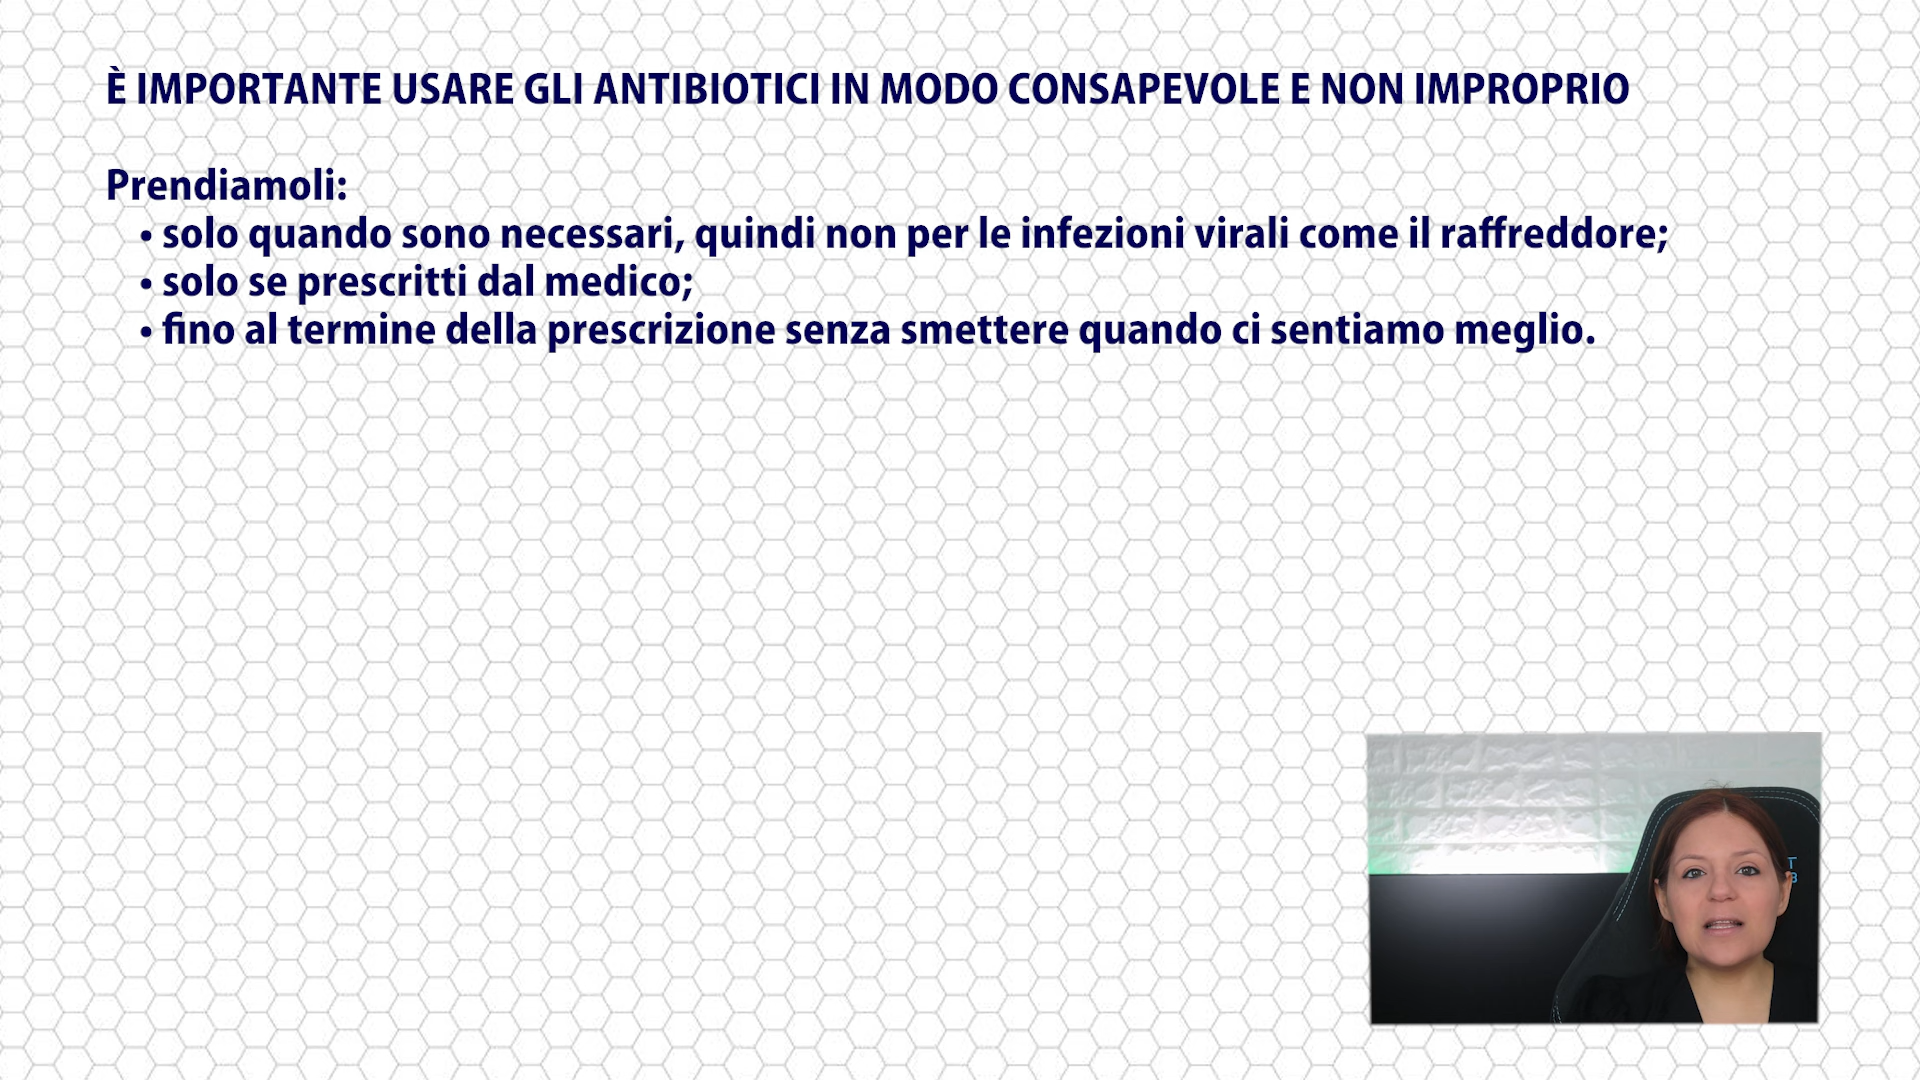 È IMPORTANTE USARE GLI ANTIBIOTICI IN MODO CONSAPEVOLE E NON IMPROPRIO
Prendiamoli:
• solo quando sono necessari, quindi non per le infezioni virali come il raffreddore;
• solo se prescritti dal medico;
• fino al termine della prescrizione senza smettere quando ci sentiamo meglio.